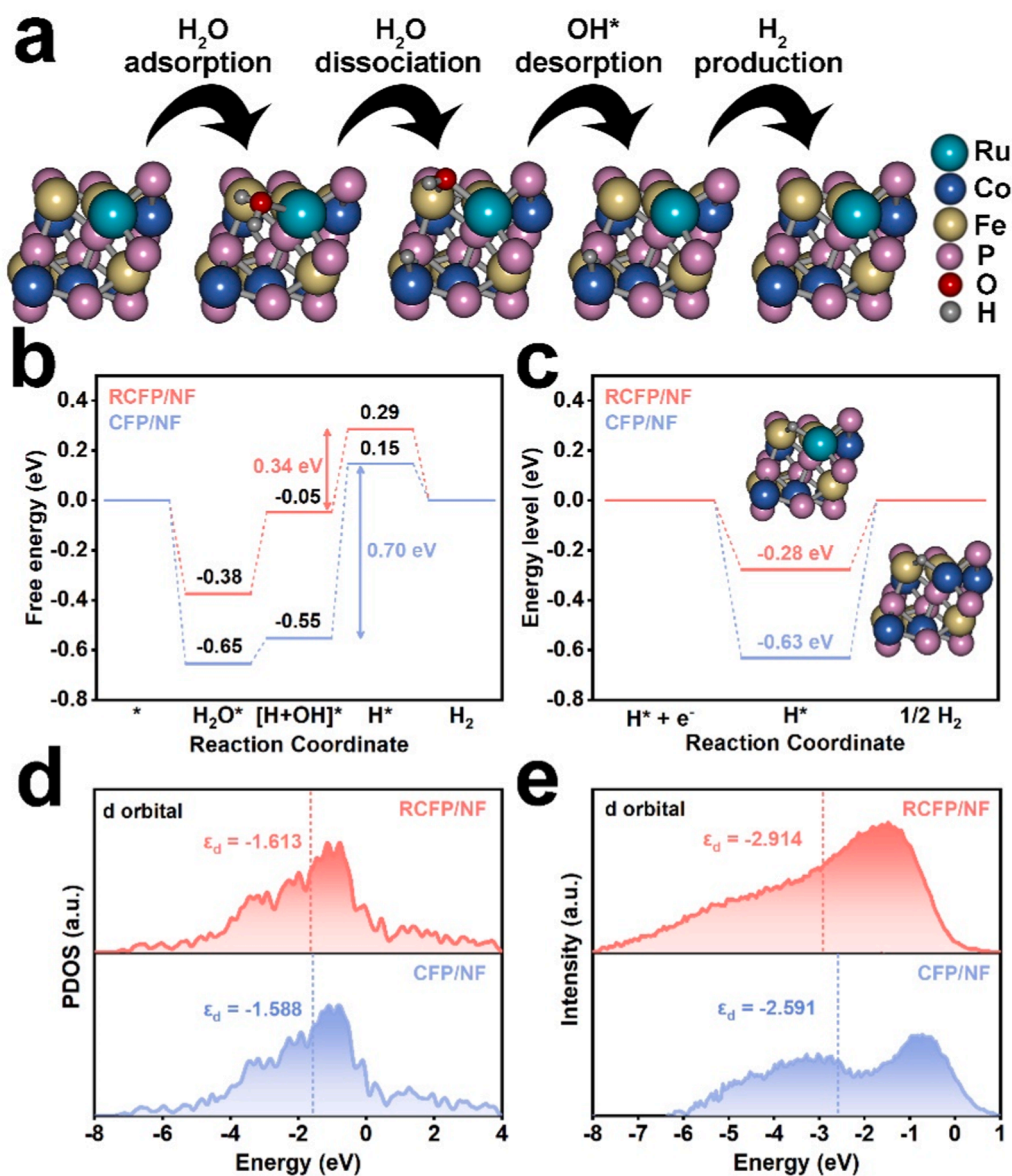 a
H₂O
adsorption
H₂O
dissociation
OH*
desorption
H₂
production
Ru
Co
Fe
P
O
H
b
RCFP/NF
CFP/NF
Free energy (eV)
0.4
0.2
0.0
-0.2
-0.4
-0.6
-0.8
-0.38
-0.65
-0.05
-0.55
0.34 eV
0.29
0.15
0.70 eV
*
H₂O*
[H+OH]*
H*
H₂
Reaction Coordinate
c
RCFP/NF
CFP/NF
Energy level (eV)
0.4
0.2
0.0
-0.2
-0.4
-0.6
-0.8
-0.28 eV
-0.63 eV
H* + e⁻
H*
1/2 H₂
Reaction Coordinate
d
d orbital
RCFP/NF
εd = -1.613
CFP/NF
εd = -1.588
PDOS (a.u.)
-8 -6 -4 -2 0 2 4
Energy (eV)
e
d orbital
RCFP/NF
εd = -2.914
CFP/NF
εd = -2.591
Intensity (a.u.)
-8 -7 -6 -5 -4 -3 -2 -1 0 1
Energy (eV)